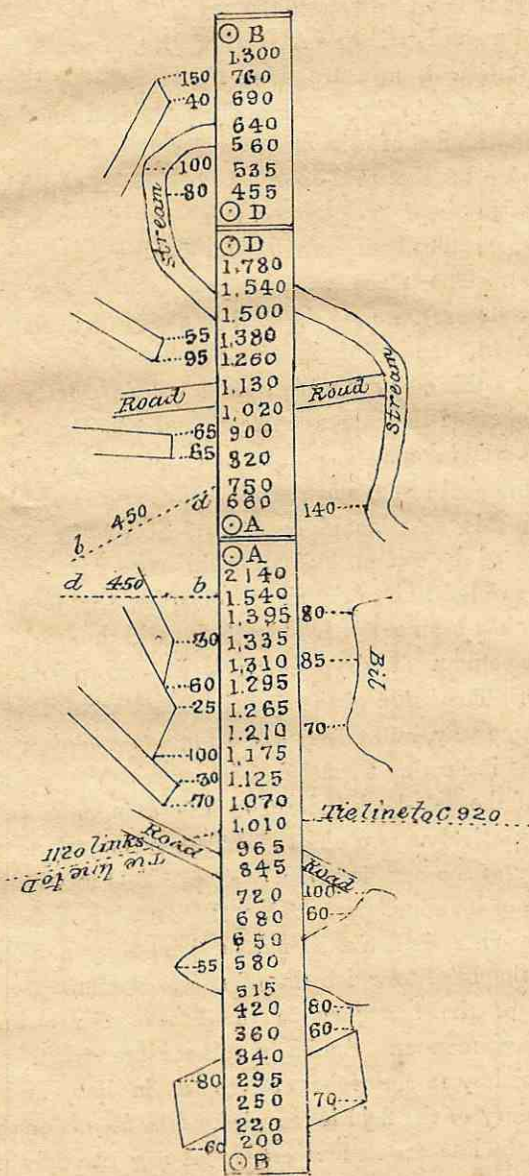 ⊙ B
1,300
150 760
40 690
640
560
100 535
80 455
⊙ D
Stream
⊙ D
1,780
1,540
1.500
55 1,380
95 1.260
Road 1,130 Road
1,020
Stream
65 900
65 820
750
b 450 d 660 140
⊙ A
⊙ A
2140
d 450 b 1.540
1.395 80
30 1,335
1,310 85
Bil
60 1.295
25 1.265
1.210 70
100 1,175
30 1.125
70 1.070
1,010 Tie line to C 920
Road
965
1120 links
Tie line to D
845 Road
720 100
680 60
650
55 580
515
420 80
360 60
340
80 295
250 70
220
60 200
⊙ B